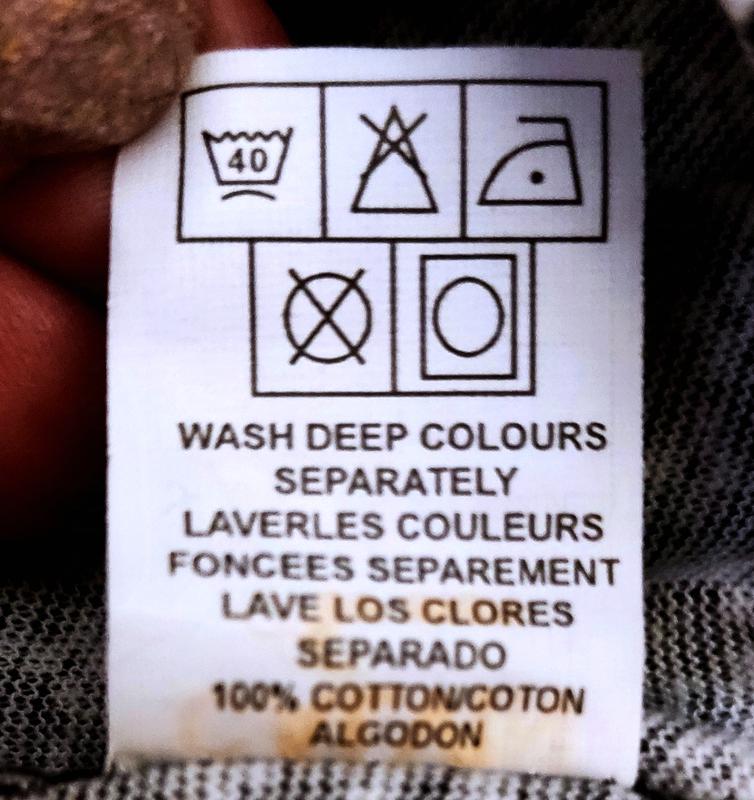 40
WASH DEEP COLOURS
SEPARATELY
LAVERLES COULEURS
FONCEES SEPAREMENT
LAVE LOS CLORES
SEPARADO
100% COTTON/COTON
ALGODON